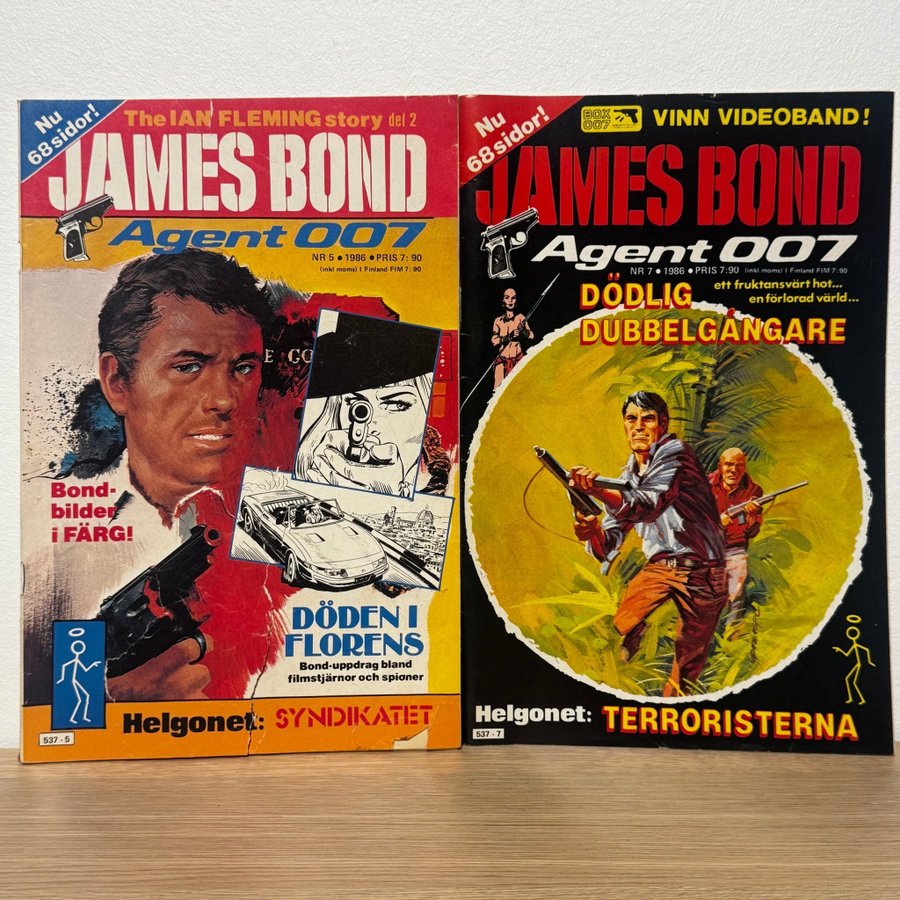 Nu
68 sidor!
The IAN FLEMING story del 2
JAMES BOND
Agent 007
NR 5 ● 1986 ● PRIS 7:90
(inkl moms) I Finland FIM 7:90
E CO
Bond-
bilder
i FÄRG!
DÖDEN I
FLORENS
Bond-uppdrag bland
filmstjärnor och spioner
Helgonet: SYNDIKATET
537-5
Nu
68 sidor!
BOX
007
VINN VIDEOBAND!
JAMES BOND
Agent 007
NR 7 ● 1986 ● PRIS 7:90 (inkl moms) I Finland FIM 7:90
ett fruktansvärt hot...
en förlorad värld...
DÖDLIG
DUBBELGÅNGARE
Helgonet: TERRORISTERNA
537-7